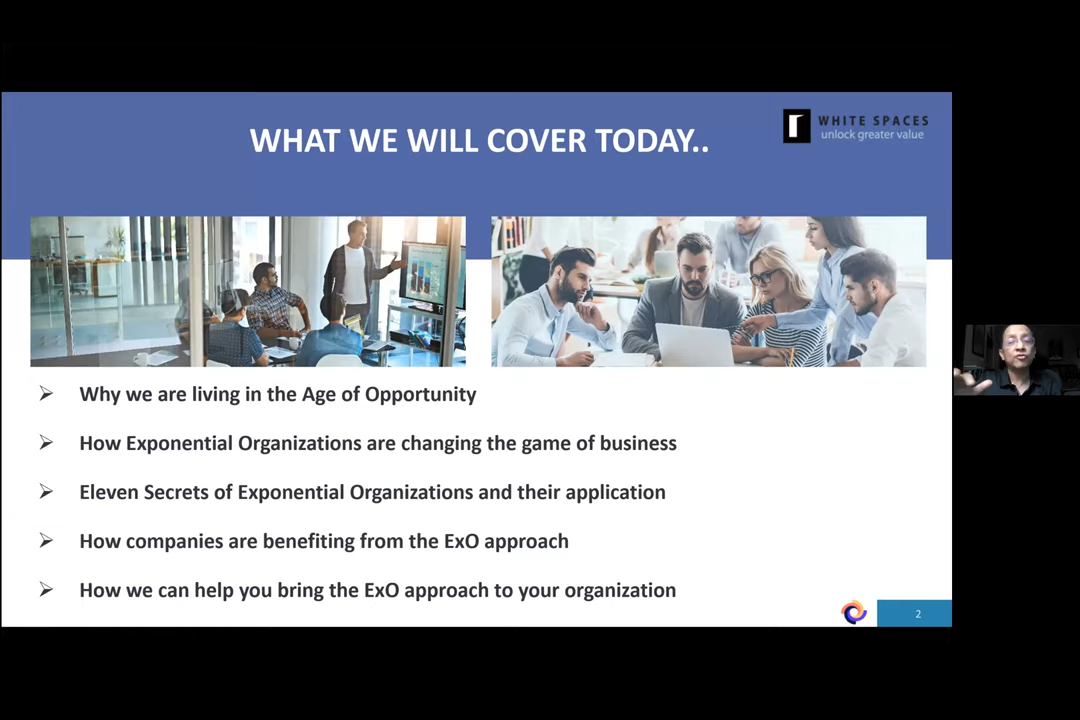 WHAT WE WILL COVER TODAY..
WHITE SPACES
unlock greater value
Why we are living in the Age of Opportunity
How Exponential Organizations are changing the game of business
Eleven Secrets of Exponential Organizations and their application
How companies are benefiting from the ExO approach
How we can help you bring the ExO approach to your organization
2